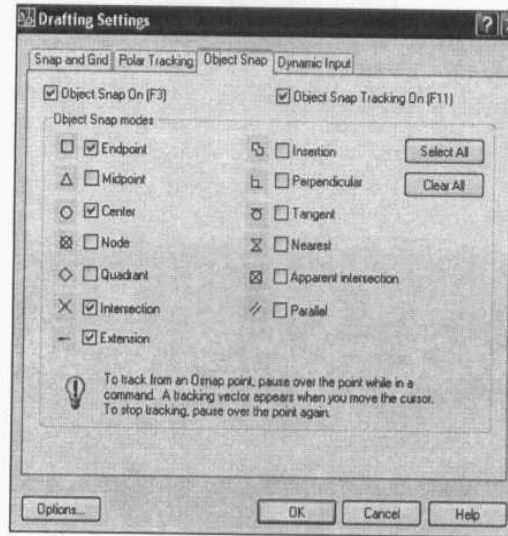 Drafting Settings
Snap and Grid Polar Tracking Object Snap Dynamic Input
Object Snap On (F3) Object Snap Tracking On (F11)
Object Snap modes
Endpoint Insertion Select All
Midpoint Perpendicular Clear All
Center Tangent
Node Nearest
Quadrant Apparent intersection
Intersection Parallel
Extension
To track from an Osnap point, pause over the point while in a
command. A tracking vector appears when you move the cursor.
To stop tracking, pause over the point again.
Options... OK Cancel Help